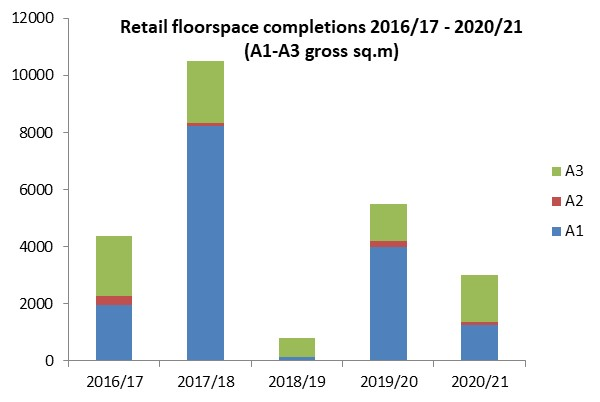 Retail floorspace completions 2016/17 - 2020/21
(A1-A3 gross sq.m)
12000
10000
8000
6000
4000
2000
0
A3
A2
A1
2016/17 2017/18 2018/19 2019/20 2020/21